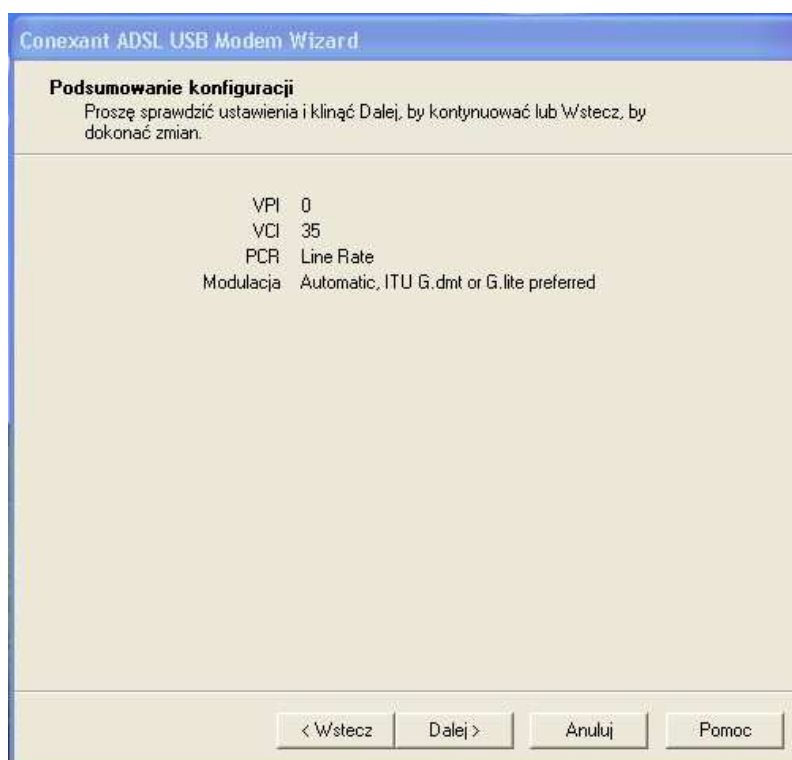 Conexant ADSL USB Modem Wizard
Podsumowanie konfiguracji
Proszę sprawdzić ustawienia i klinąć Dalej, by kontynuować lub Wstecz, by
dokonać zmian.
VPI 0
VCI 35
PCR Line Rate
Modulacja Automatic, ITU G.dmt or G.lite preferred
< Wstecz Dalej > Anuluj Pomoc